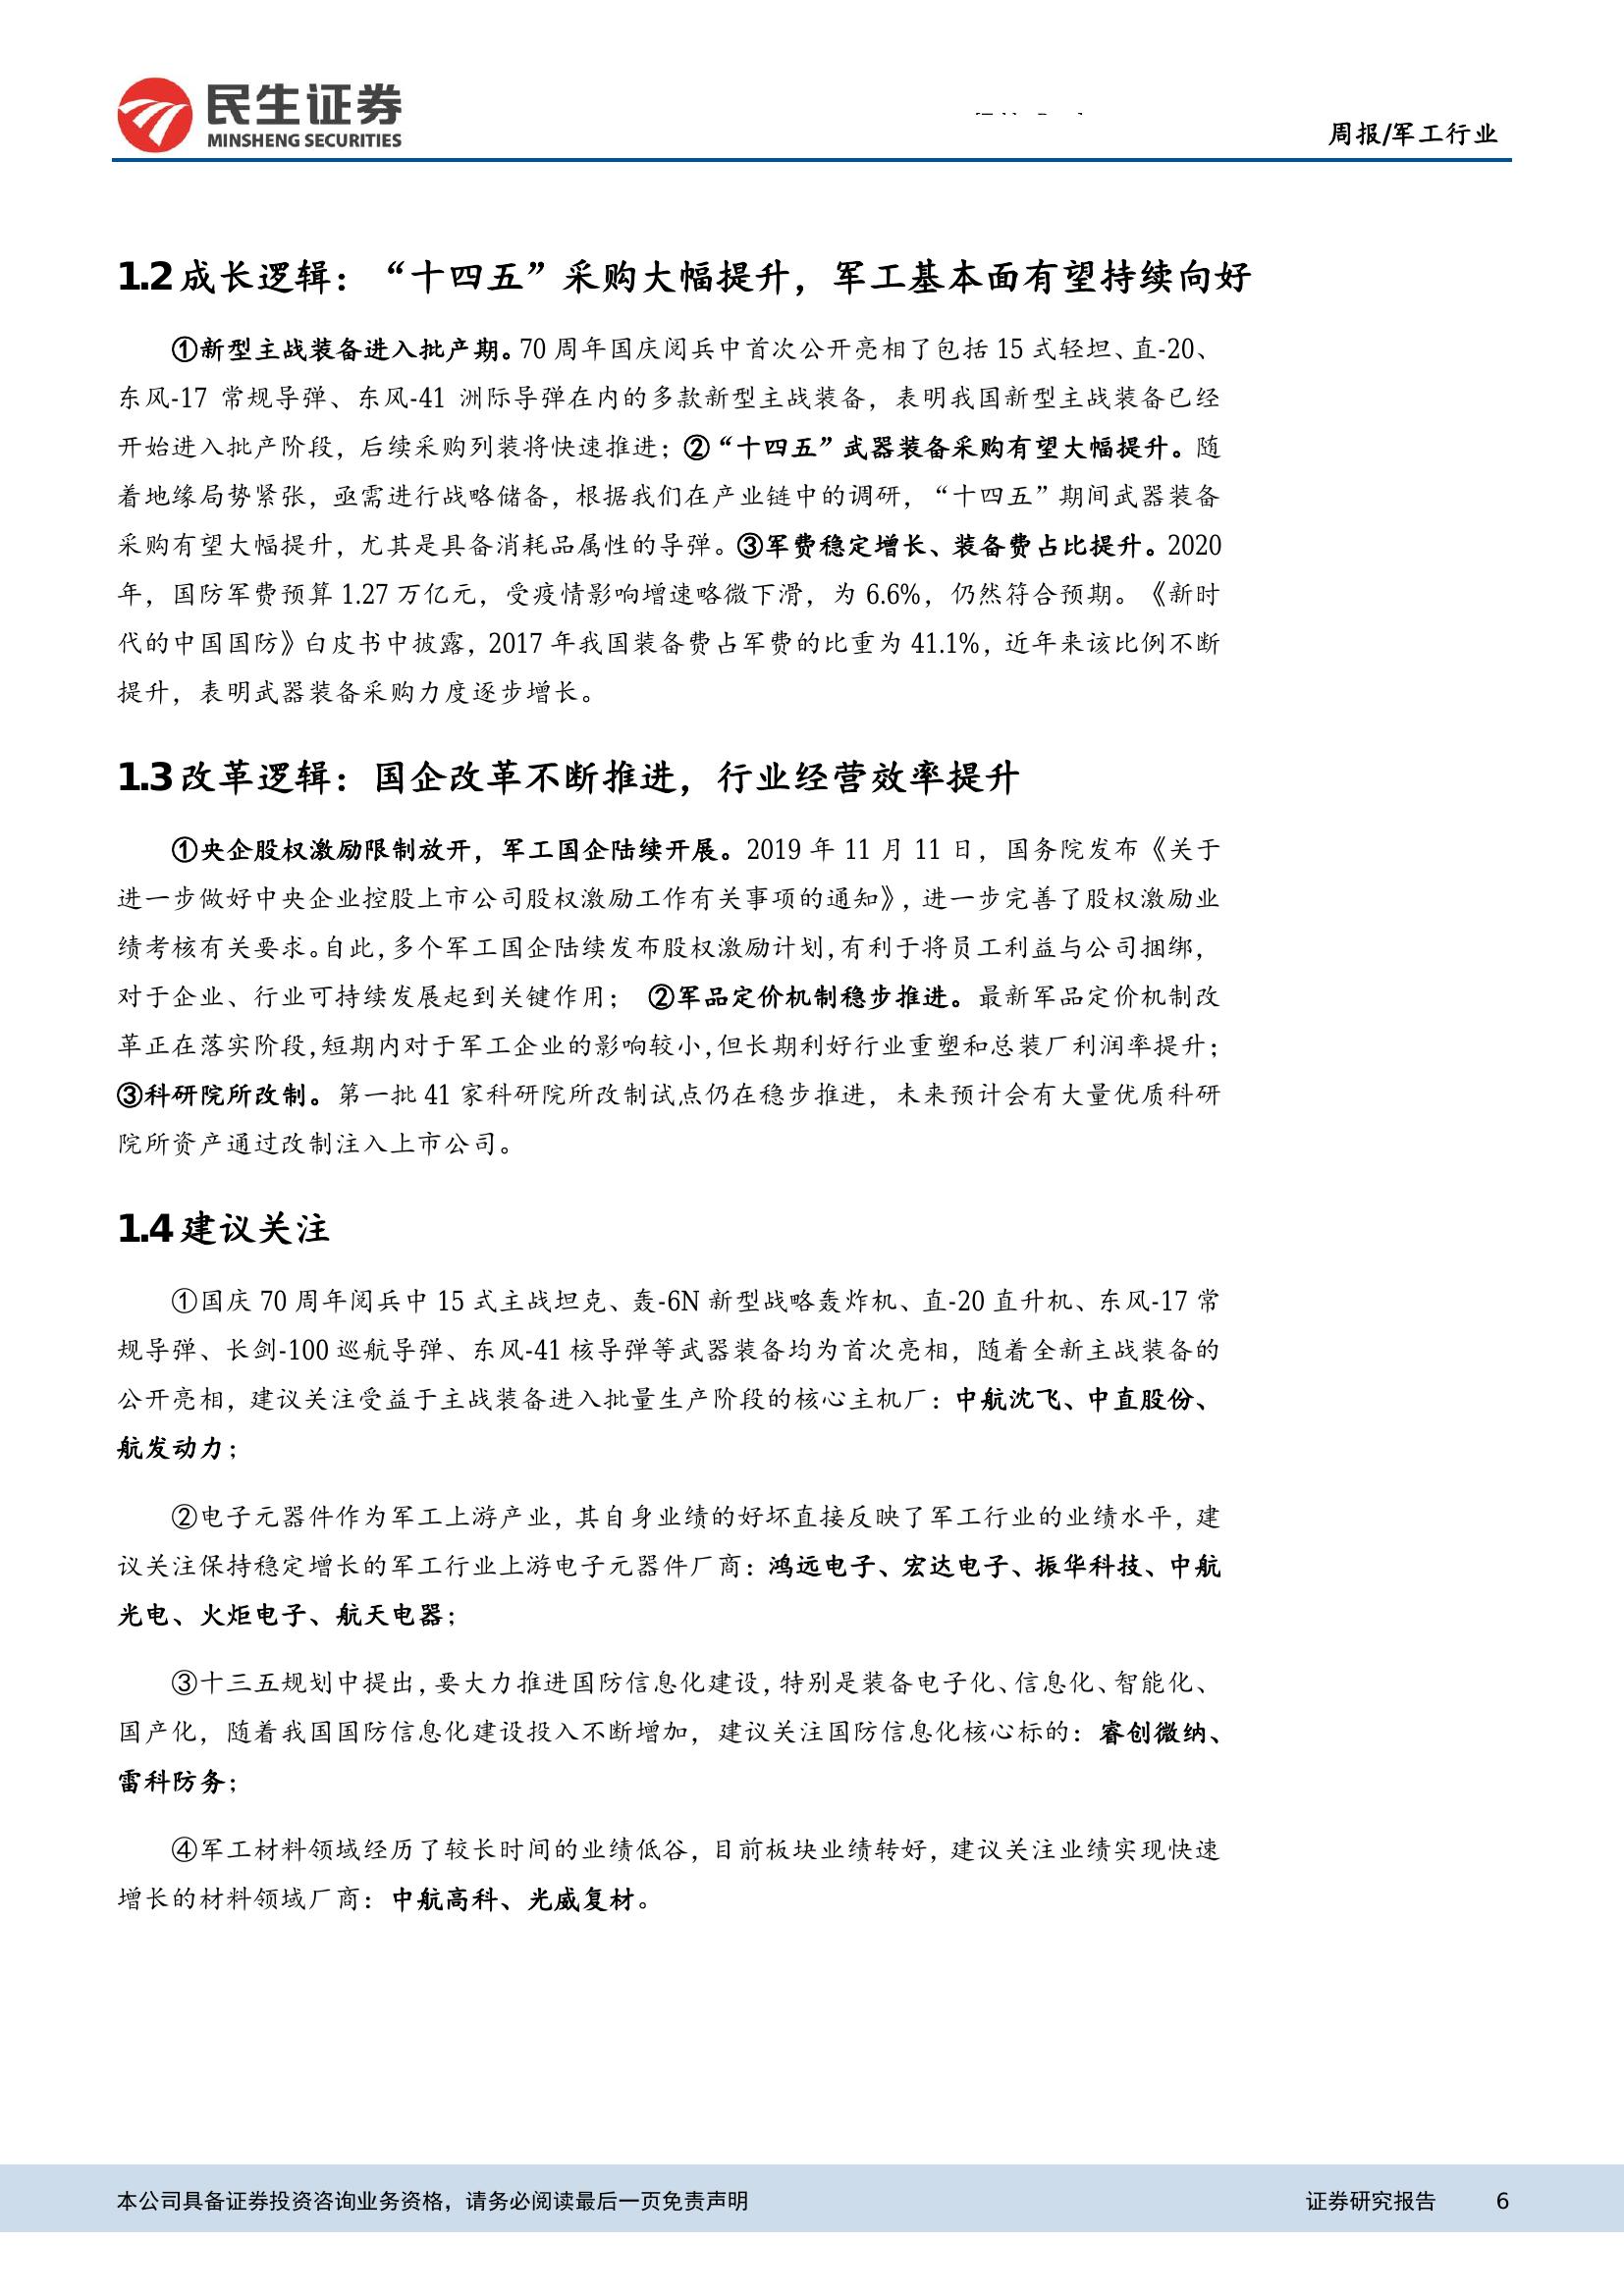 民生证券
MINSHENG SECURITIES
周报/军工行业
1.2 成长逻辑：“十四五”采购大幅提升，军工基本面有望持续向好
①新型主战装备进入批产期。70 周年国庆阅兵中首次公开亮相了包括 15 式轻坦、直-20、
东风-17 常规导弹、东风-41 洲际导弹在内的多款新型主战装备，表明我国新型主战装备已经
开始进入批产阶段，后续采购列装将快速推进；②“十四五”武器装备采购有望大幅提升。随
着地缘局势紧张，亟需进行战略储备，根据我们在产业链中的调研，“十四五”期间武器装备
采购有望大幅提升，尤其是具备消耗品属性的导弹。③军费稳定增长、装备费占比提升。2020
年，国防军费预算 1.27 万亿元，受疫情影响增速略微下滑，为 6.6%，仍然符合预期。《新时
代的中国国防》白皮书中披露，2017 年我国装备费占军费的比重为 41.1%，近年来该比例不断
提升，表明武器装备采购力度逐步增长。
1.3 改革逻辑：国企改革不断推进，行业经营效率提升
①央企股权激励限制放开，军工国企陆续开展。2019 年 11 月 11 日，国务院发布《关于
进一步做好中央企业控股上市公司股权激励工作有关事项的通知》，进一步完善了股权激励业
绩考核有关要求。自此，多个军工国企陆续发布股权激励计划，有利于将员工利益与公司捆绑，
对于企业、行业可持续发展起到关键作用； ②军品定价机制稳步推进。最新军品定价机制改
革正在落实阶段，短期内对于军工企业的影响较小，但长期利好行业重塑和总装厂利润率提升；
③科研院所改制。第一批 41 家科研院所改制试点仍在稳步推进，未来预计会有大量优质科研
院所资产通过改制注入上市公司。
1.4 建议关注
①国庆 70 周年阅兵中 15 式主战坦克、轰-6N 新型战略轰炸机、直-20 直升机、东风-17 常
规导弹、长剑-100 巡航导弹、东风-41 核导弹等武器装备均为首次亮相，随着全新主战装备的
公开亮相，建议关注受益于主战装备进入批量生产阶段的核心主机厂：中航沈飞、中直股份、
航发动力；
②电子元器件作为军工上游产业，其自身业绩的好坏直接反映了军工行业的业绩水平，建
议关注保持稳定增长的军工行业上游电子元器件厂商：鸿远电子、宏达电子、振华科技、中航
光电、火炬电子、航天电器；
③十三五规划中提出，要大力推进国防信息化建设，特别是装备电子化、信息化、智能化、
国产化，随着我国国防信息化建设投入不断增加，建议关注国防信息化核心标的：睿创微纳、
雷科防务；
④军工材料领域经历了较长时间的业绩低谷，目前板块业绩转好，建议关注业绩实现快速
增长的材料领域厂商：中航高科、光威复材。
本公司具备证券投资咨询业务资格，请务必阅读最后一页免责声明
证券研究报告 6